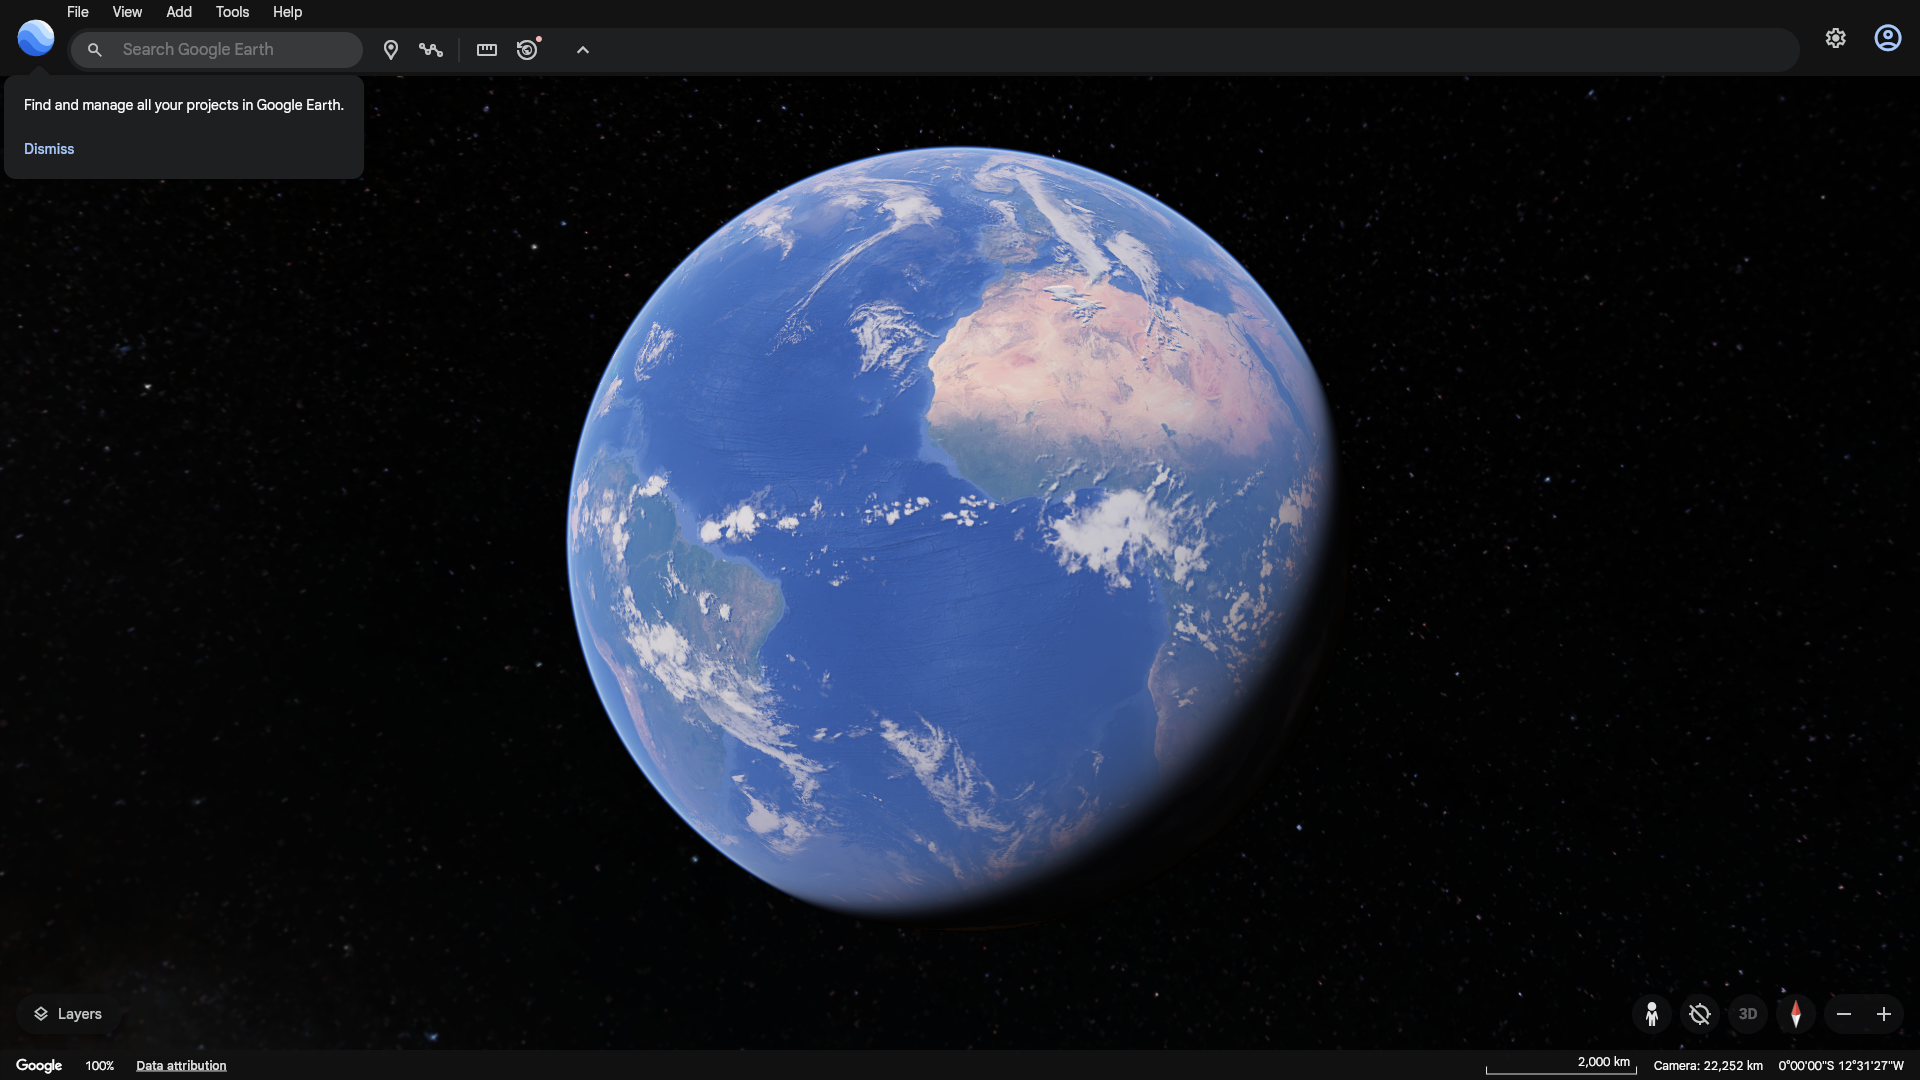 File View Add Tools Help
Search Google Earth
Find and manage all your projects in Google Earth.
Dismiss
Layers
3D
Google 100% Data attribution 2,000 km Camera: 22,252 km 0°00'00"S 12°31'27"W